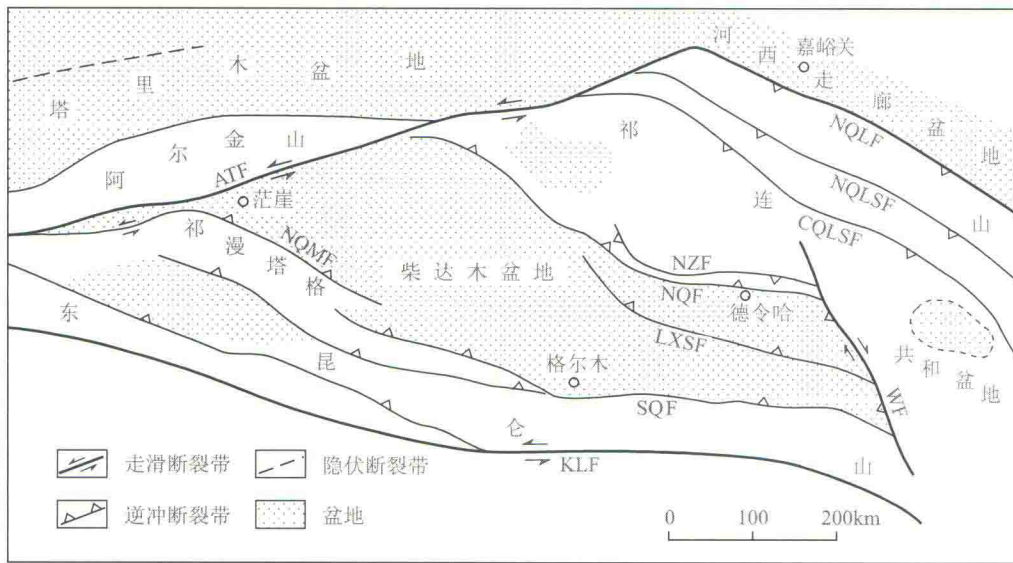 塔里木盆地
河西走廊盆地
嘉峪关
阿尔金山
ATF
茫崖
祁连山
NQLF
NQLSF
CQLSF
祁漫塔格
NQMF
柴达木盆地
NZF
NQF
德令哈
LXSF
共和盆地
格尔木
SQF
WF
东昆仑山
KLF
走滑断裂带
隐伏断裂带
逆冲断裂带
盆地
0 100 200km